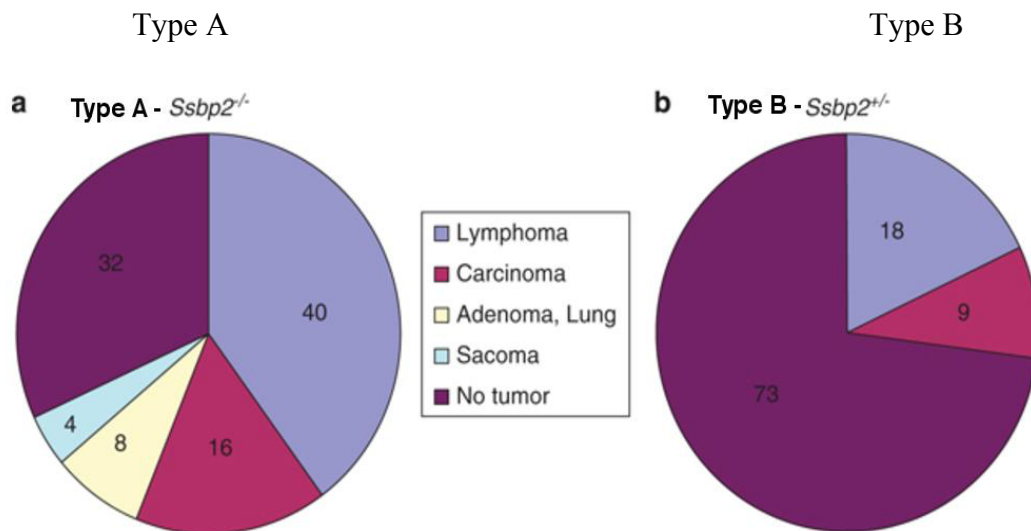 Type A
Type B
a Type A - Ssbp2-/-
b Type B - Ssbp2+/-
32
40
4
8
16
Lymphoma
Carcinoma
Adenoma, Lung
Sacoma
No tumor
18
9
73